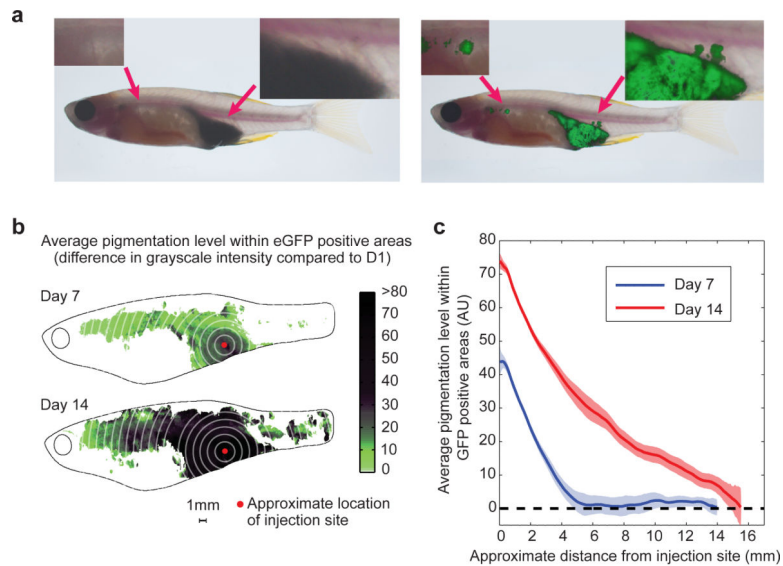 a
b
Average pigmentation level within eGFP positive areas
(difference in grayscale intensity compared to D1)
Day 7
>80
70
60
50
40
30
20
10
0
Day 14
1mm
Approximate location
of injection site
c
Average pigmentation level within
GFP positive areas (AU)
80
70
60
50
40
30
20
10
0
Day 7
Day 14
0 2 4 6 8 10 12 14 16
Approximate distance from injection site (mm)